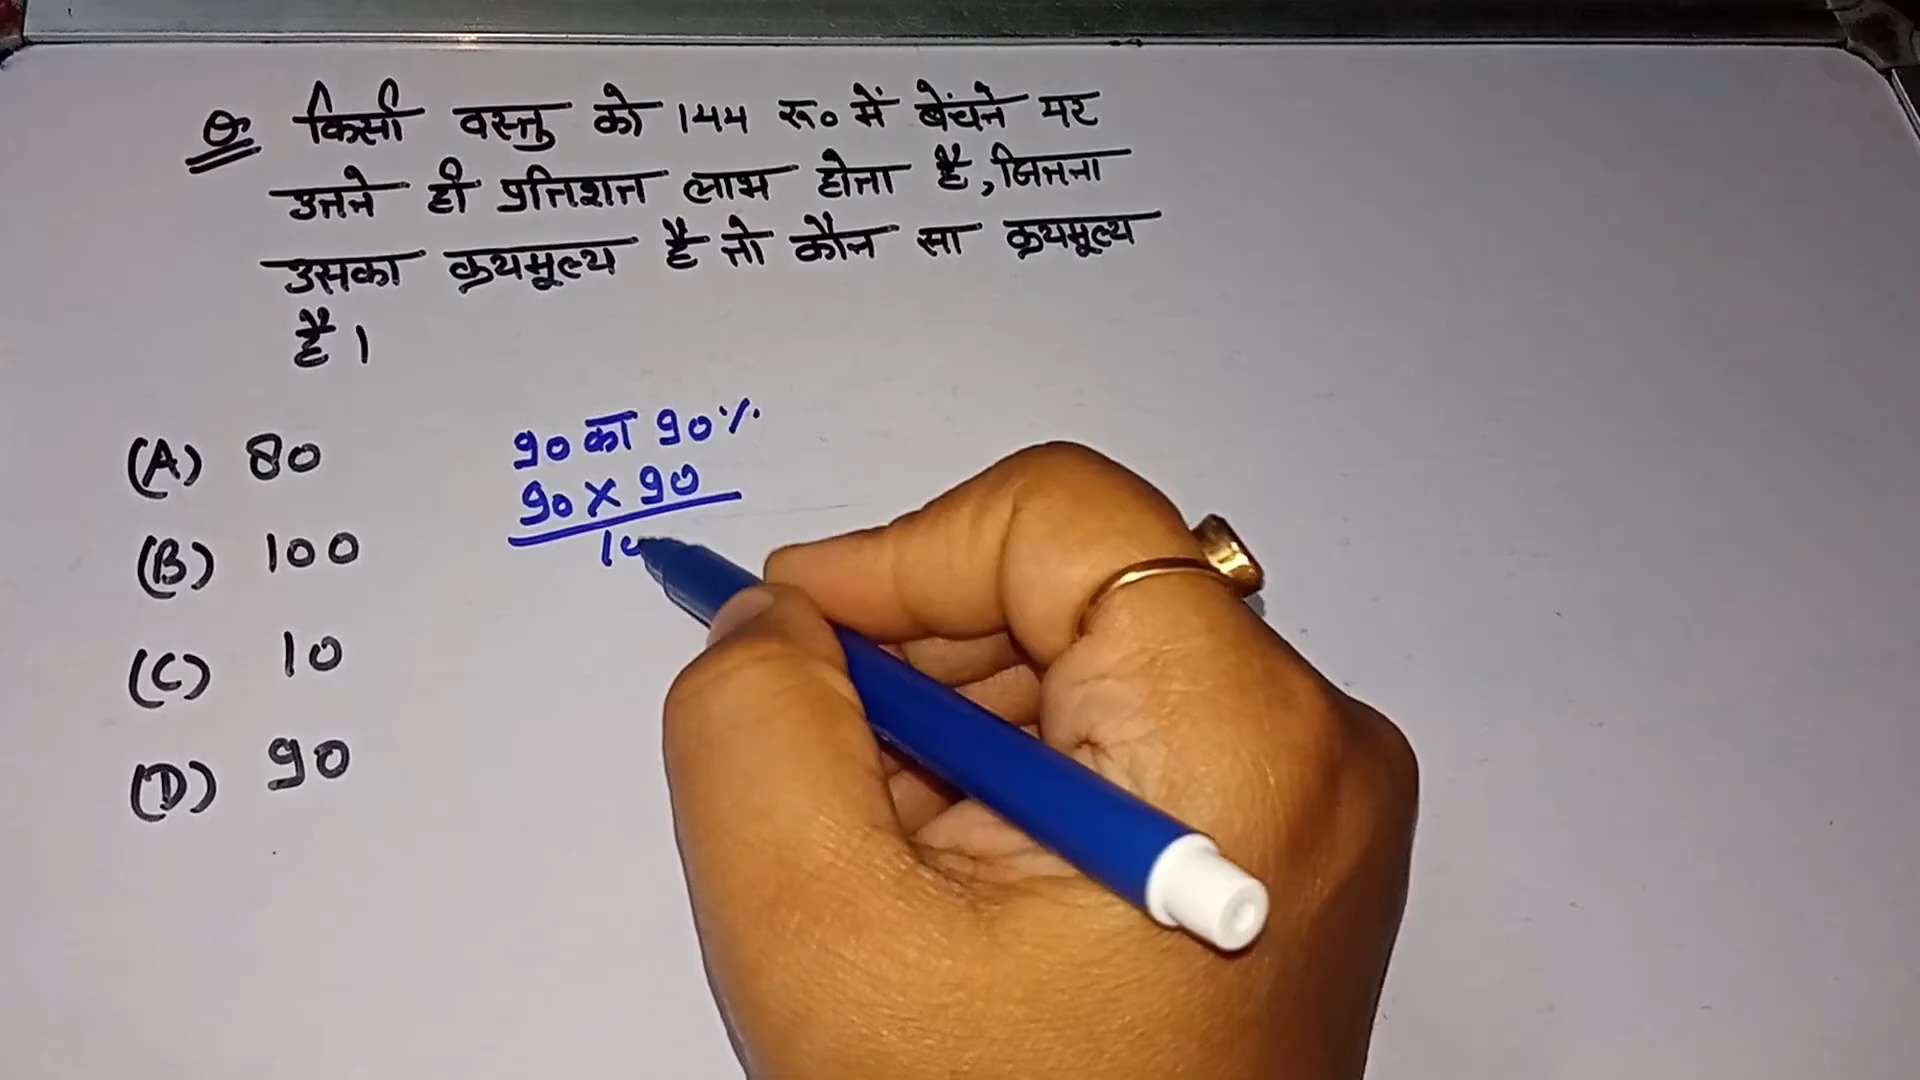 Q. किसी वस्तु को 144 रू० में बेंचने पर
उतने ही प्रतिशत लाभ होता है, जितना
उसका क्रयमूल्य है तो कौन सा क्रयमूल्य
है।
(A) 80
(B) 100
(C) 10
(D) 90
90 का 90%
90 × 90
10